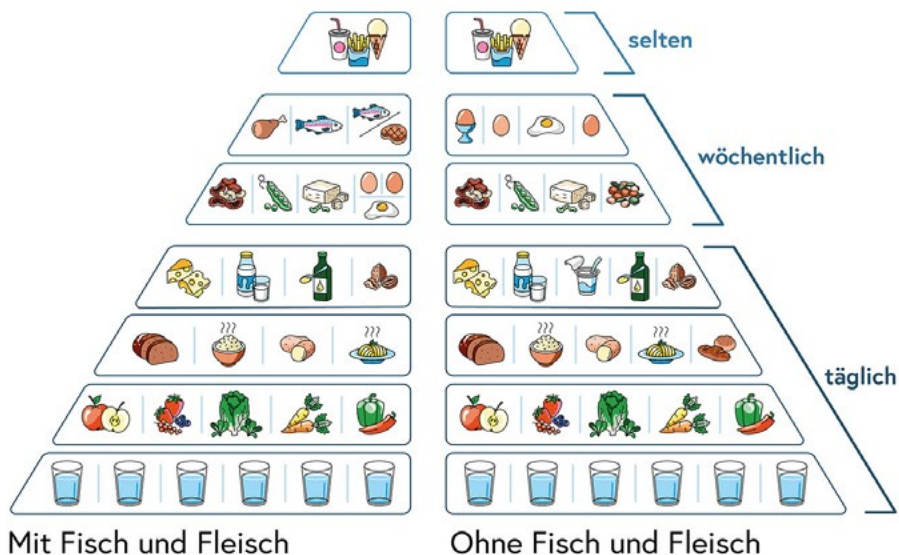 selten
wöchentlich
täglich
Mit Fisch und Fleisch
Ohne Fisch und Fleisch